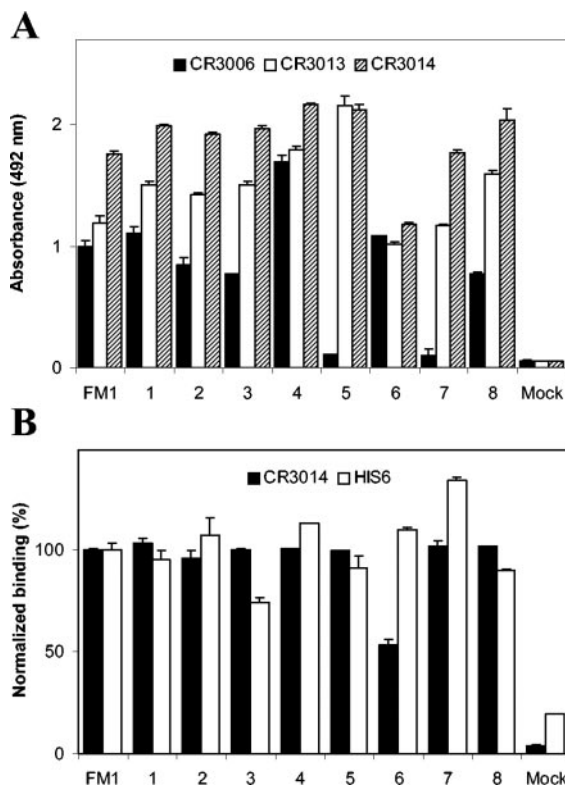 A
CR3006 CR3013 CR3014
Absorbance (492 nm)
2
1
0
FM1 1 2 3 4 5 6 7 8 Mock
B
CR3014 HIS6
Normalized binding (%)
100
50
0
FM1 1 2 3 4 5 6 7 8 Mock